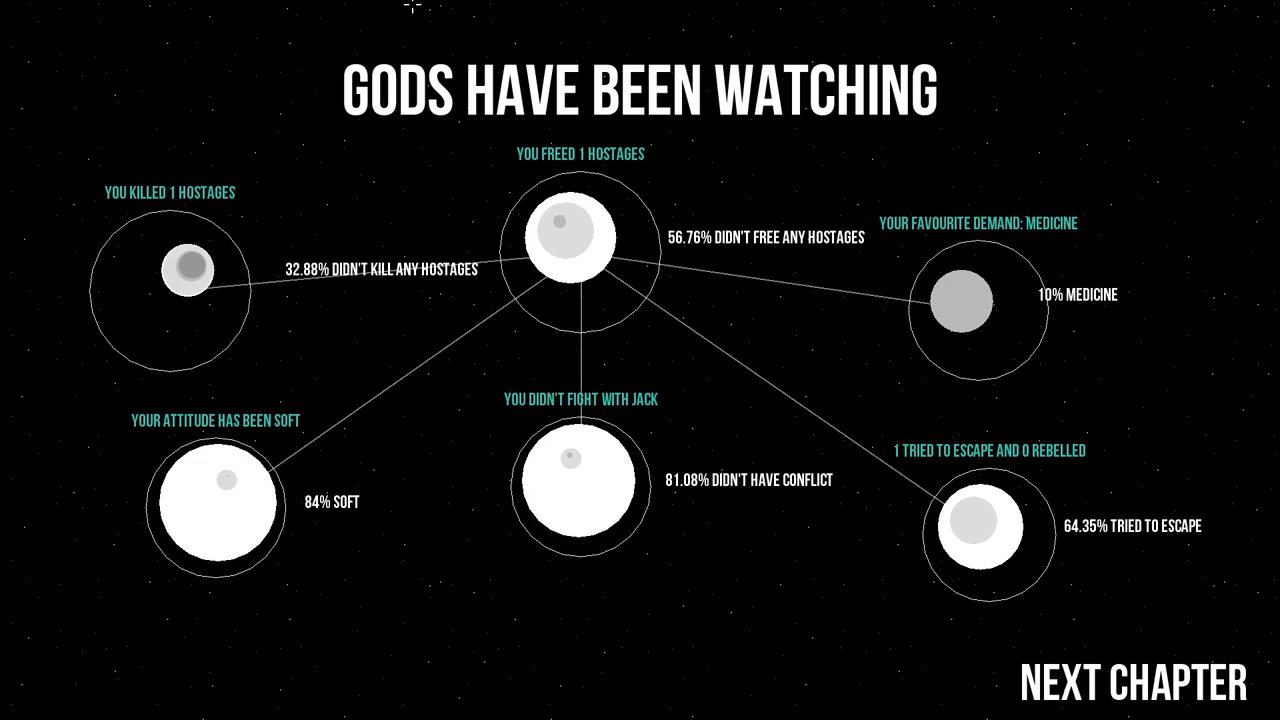 GODS HAVE BEEN WATCHING
YOU FREED 1 HOSTAGES
YOU KILLED 1 HOSTAGES
YOUR FAVOURITE DEMAND: MEDICINE
56.76% DIDN'T FREE ANY HOSTAGES
32.88% DIDN'T KILL ANY HOSTAGES
10% MEDICINE
YOU DIDN'T FIGHT WITH JACK
YOUR ATTITUDE HAS BEEN SOFT
1 TRIED TO ESCAPE AND 0 REBELLED
81.08% DIDN'T HAVE CONFLICT
84% SOFT
64.35% TRIED TO ESCAPE
NEXT CHAPTER